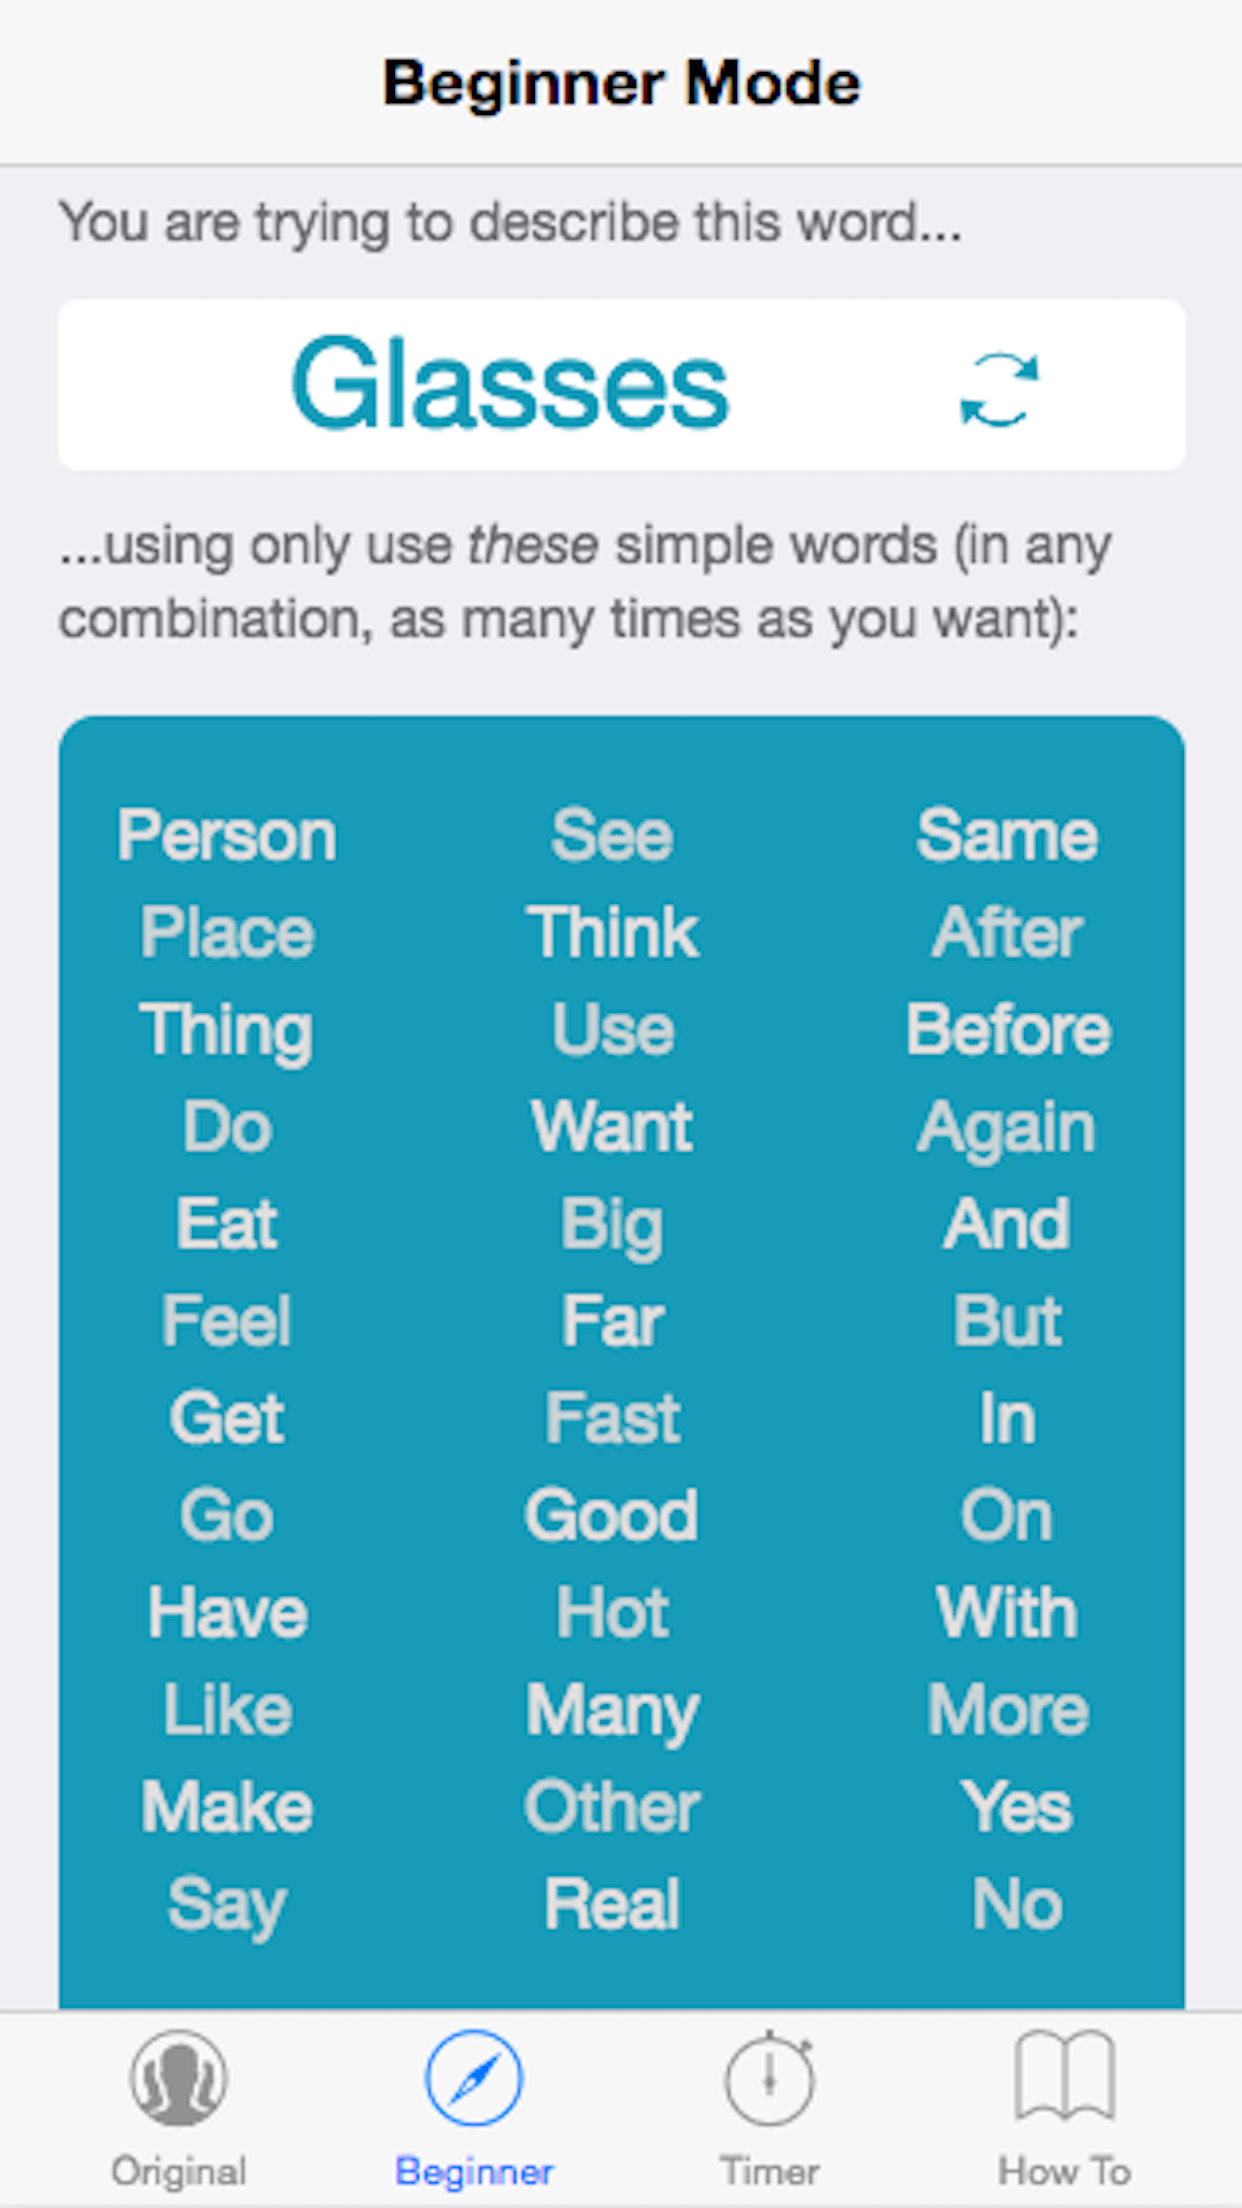 Beginner Mode
You are trying to describe this word...
Glasses
...using only use these simple words (in any
combination, as many times as you want):
Person See Same
Place Think After
Thing Use Before
Do Want Again
Eat Big And
Feel Far But
Get Fast In
Go Good On
Have Hot With
Like Many More
Make Other Yes
Say Real No
Original Beginner Timer How To